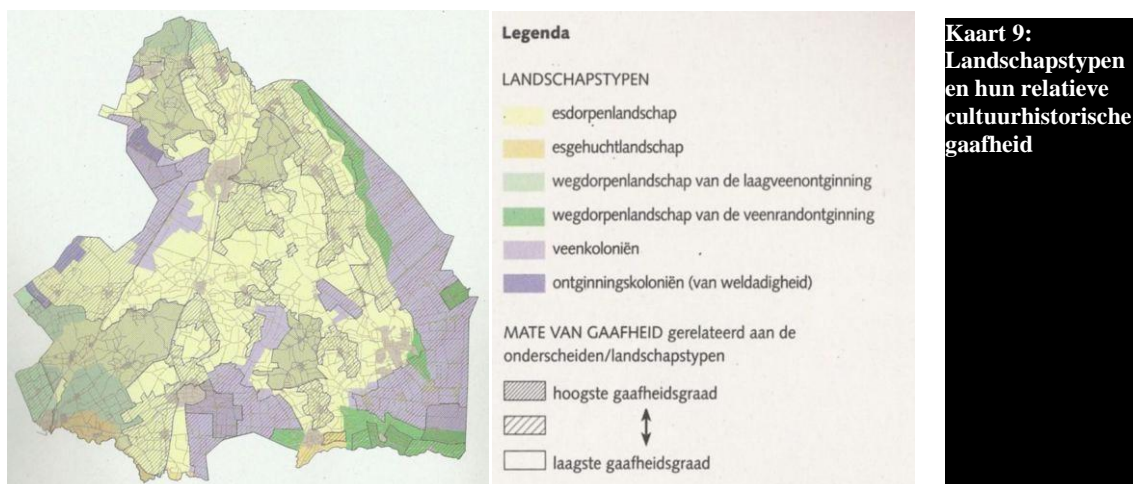 Legenda
LANDSCHAPSTYPEN
esdorpenlandschap
esgehuchtlandschap
wegdorpenlandschap van de laagveenontginning
wegdorpenlandschap van de veenrandontginning
veenkoloniën
ontginningskoloniën (van weldadigheid)
MATE VAN GAAFHEID gerelateerd aan de
onderscheiden/landschapstypen
hoogste gaafheidsgraad
laagste gaafheidsgraad
Kaart 9:
Landschapstypen
en hun relatieve
cultuurhistorische
gaafheid